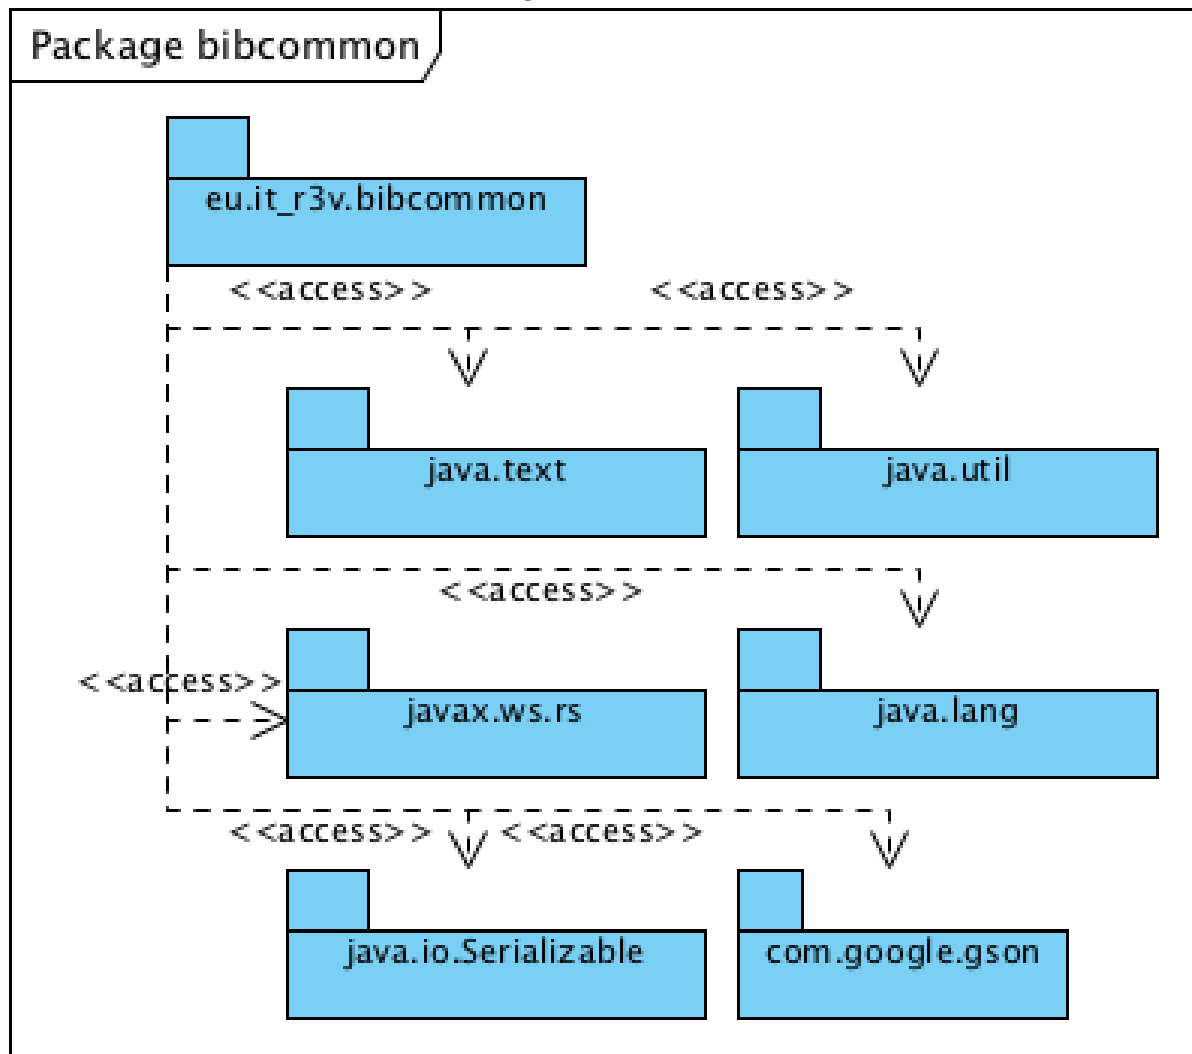 Package bibcommon
eu.it_r3v.bibcommon
<<access>> <<access>>
java.text java.util
<<access>>
<<access>>
javax.ws.rs java.lang
<<access>> <<access>>
java.io.Serializable com.google.gson